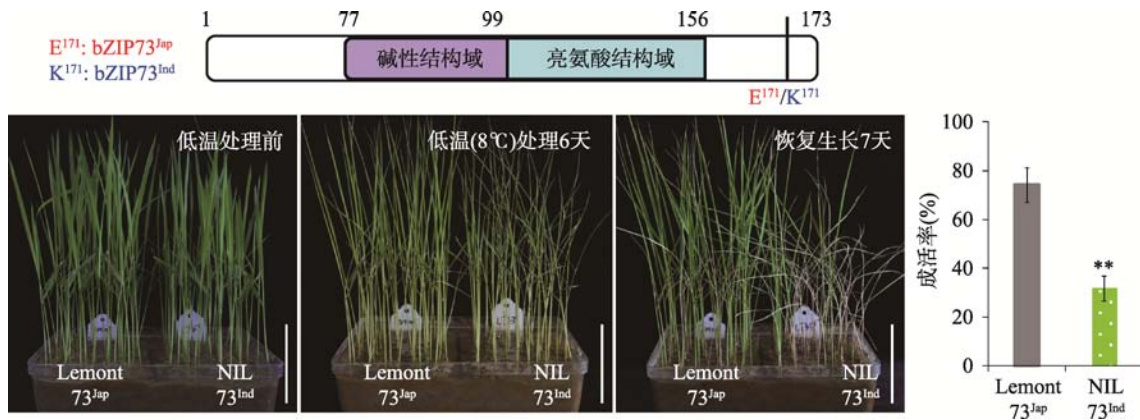 1 77 99 156 173
E¹⁷¹: bZIP73ᴶᵃᵖ
K¹⁷¹: bZIP73ᴵⁿᵈ
碱性结构域 亮氨酸结构域
E¹⁷¹/K¹⁷¹
低温处理前
Lemont NIL
73ᴶᵃᵖ 73ᴵⁿᵈ
低温(8℃)处理6天
Lemont NIL
73ᴶᵃᵖ 73ᴵⁿᵈ
恢复生长7天
Lemont NIL
73ᴶᵃᵖ 73ᴵⁿᵈ
成活率(%)
100
80
60
40
20
0
**
Lemont NIL
73ᴶᵃᵖ 73ᴵⁿᵈ